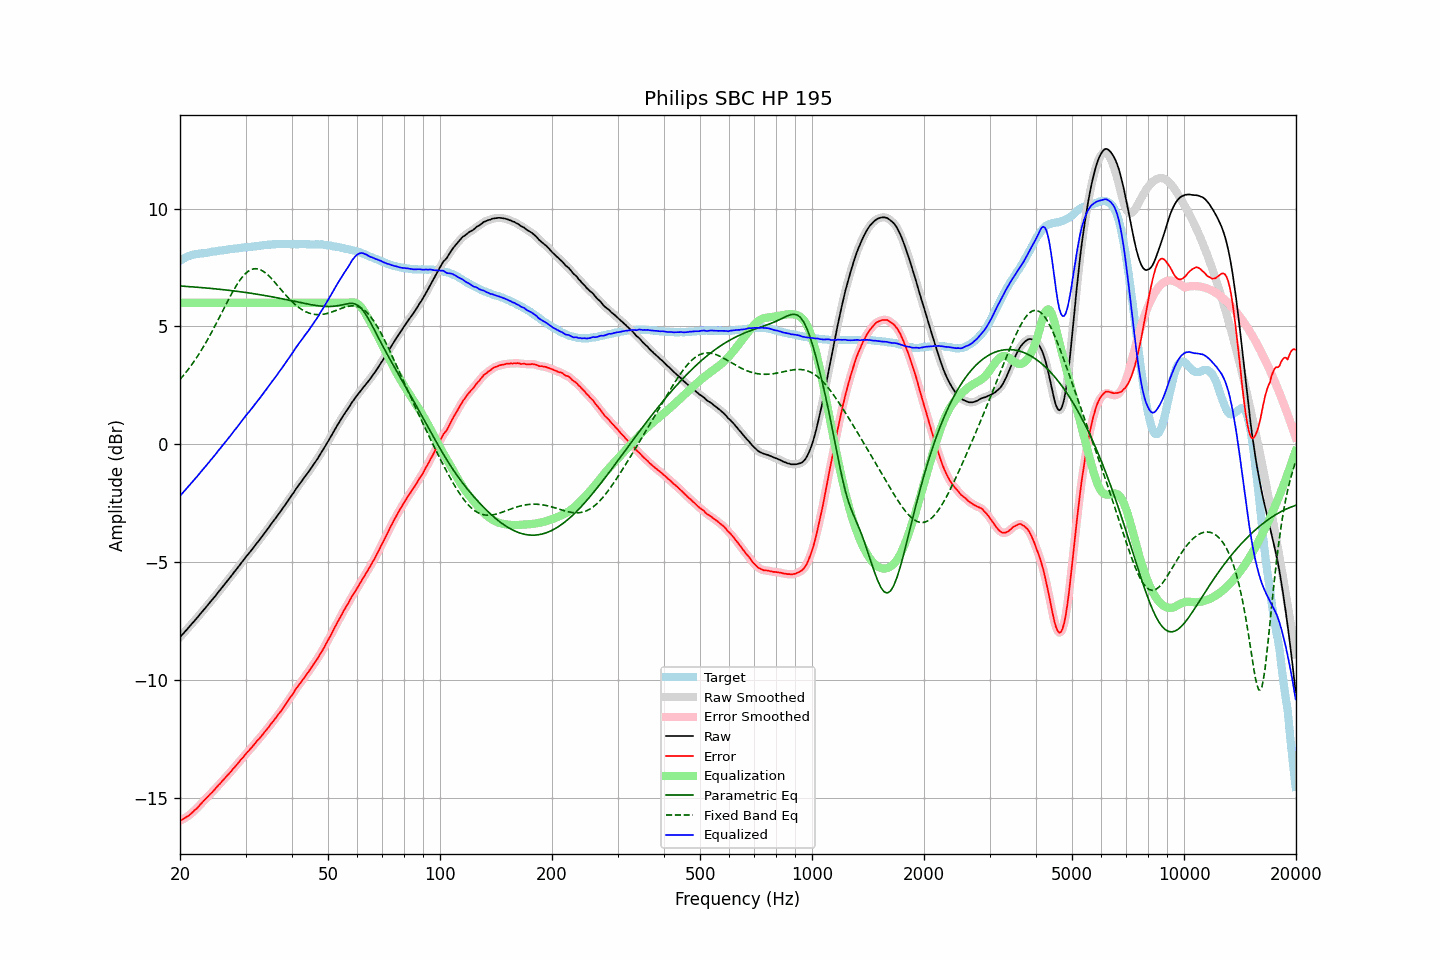 Philips SBC HP 195
Amplitude (dBr)
10
5
0
−5
−10
−15
Target
Raw Smoothed
Error Smoothed
Raw
Error
Equalization
Parametric Eq
Fixed Band Eq
Equalized
20 50 100 200 500 1000 2000 5000 10000 20000
Frequency (Hz)